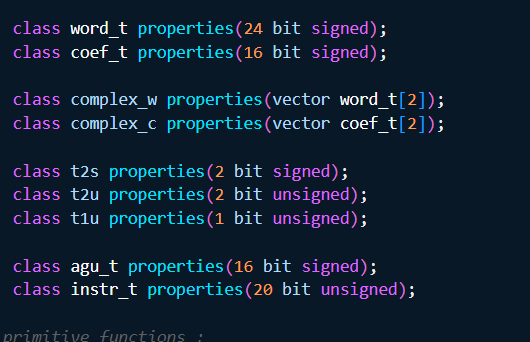 class word_t properties(24 bit signed);
class coef_t properties(16 bit signed);
class complex_w properties(vector word_t[2]);
class complex_c properties(vector coef_t[2]);
class t2s properties(2 bit signed);
class t2u properties(2 bit unsigned);
class t1u properties(1 bit unsigned);
class agu_t properties(16 bit signed);
class instr_t properties(20 bit unsigned);
primitive functions :